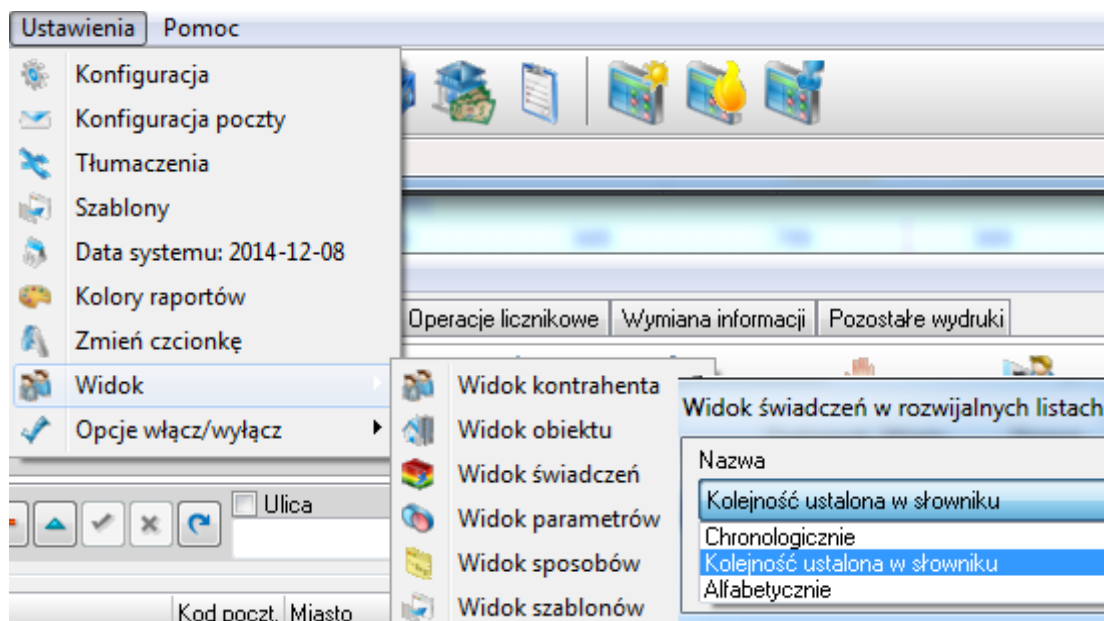 Ustawienia Pomoc
Konfiguracja
Konfiguracja poczty
Tłumaczenia
Szablony
Data systemu: 2014-12-08
Kolory raportów
Zmień czcionkę
Widok
Opcje włącz/wyłącz
Operacje licznikowe Wymiana informacji Pozostałe wydruki
Widok kontrahenta
Widok obiektu
Widok świadczeń
Widok parametrów
Widok sposobów
Widok szablonów
Widok świadczeń w rozwijalnych listach
Nazwa
Kolejność ustalona w słowniku
Chronologicznie
Kolejność ustalona w słowniku
Alfabetycznie
Ulica
Kod poczt. Miasto